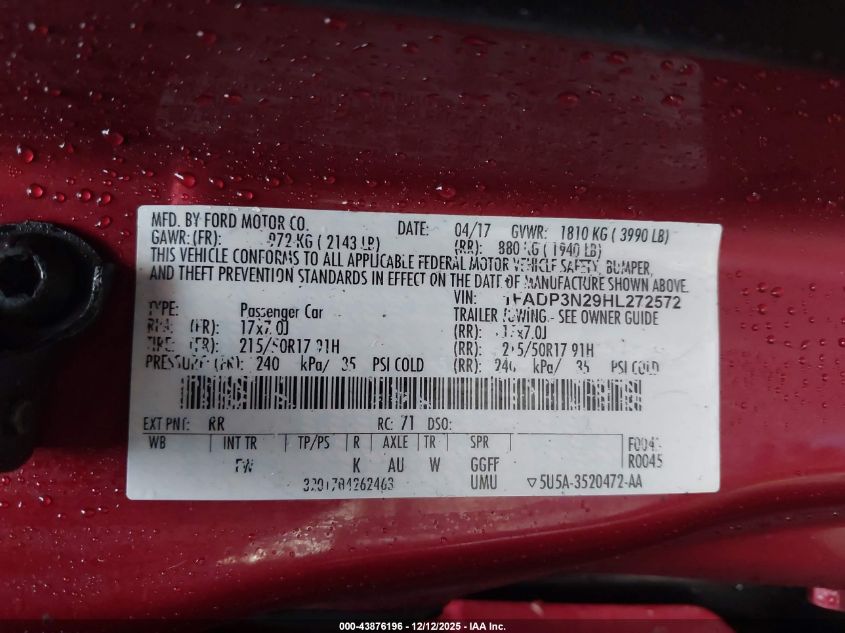 MFD. BY FORD MOTOR CO. DATE: 04/17 GVWR: 1810 KG ( 3990 LB)
GAWR: (FR): 972 KG ( 2143 LB) (RR): 880 KG ( 1940 LB)
THIS VEHICLE CONFORMS TO ALL APPLICABLE FEDERAL MOTOR VEHICLE SAFETY, BUMPER,
AND THEFT PREVENTION STANDARDS IN EFFECT ON THE DATE OF MANUFACTURE SHOWN ABOVE.
VIN: 1FADP3N29HL272572
TYPE: Passenger Car TRAILER TOWING - SEE OWNER GUIDE
RIM: (FR): 17x7.0J (RR): 17x7.0J
TIRE: (FR): 215/50R17 91H (RR): 215/50R17 91H
PRESSURE (FR): 240 kPa/ 35 PSI COLD (RR): 240 kPa/ 35 PSI COLD
EXT PNT: RR RC: 71 DSO:
WB INT TR TP/PS R AXLE TR SPR
FW K AU W GGFF R0045
UMU ▽5U5A-3520472-AA
000-43876196 - 12/12/2025 - IAA, Inc.